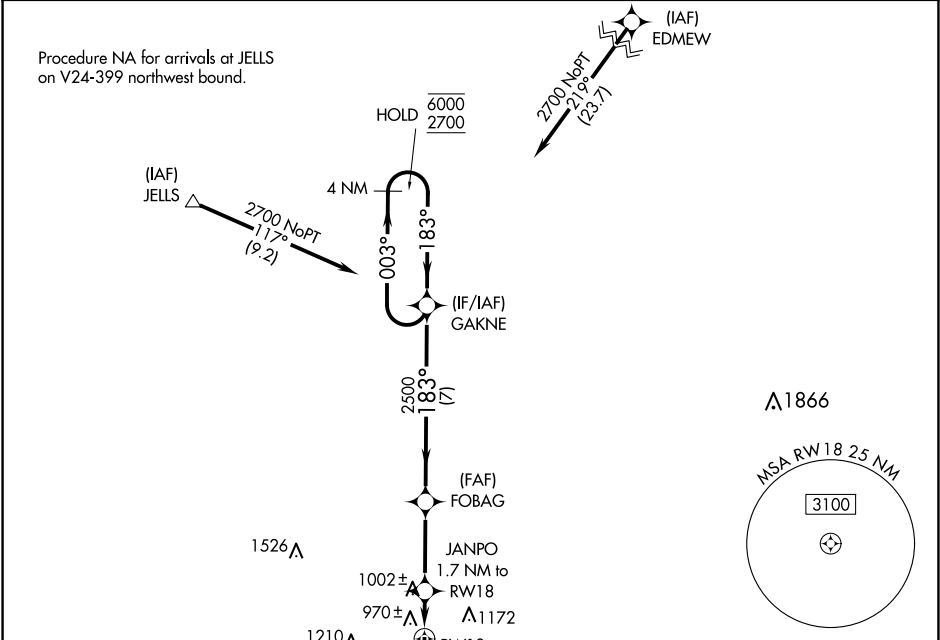 Procedure NA for arrivals at JELLS
on V24-399 northwest bound.
(IAF)
EDMEW
2700 NoPT
219°
(23.7)
HOLD
6000
2700
4 NM
(IAF)
JELLS
2700 NoPT
117°
(9.2)
003°
183°
(IF/IAF)
GAKNE
2500
183°
(7)
1866
MSA RW18 25 NM
3100
(FAF)
FOBAG
1526
JANPO
1.7 NM to
RW18
1002±
970±
1172
1210